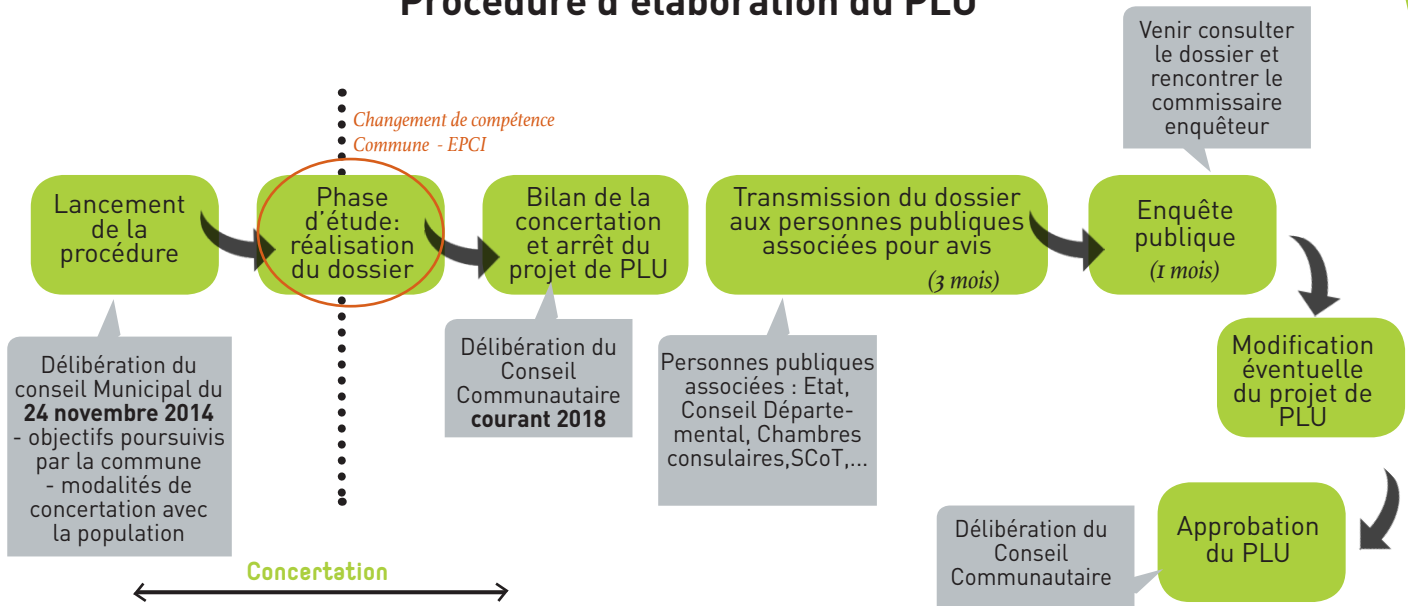 Procédure d'élaboration du PLU
Venir consulter
le dossier et
rencontrer le
commissaire
enquêteur
Changement de compétence
Commune - EPCI
Lancement
de la
procédure
Phase
d'étude:
réalisation
du dossier
Bilan de la
concertation
et arrêt du
projet de PLU
Transmission du dossier
aux personnes publiques
associées pour avis
(3 mois)
Enquête
publique
(1 mois)
Délibération du
conseil Municipal du
24 novembre 2014
- objectifs poursuivis
par la commune
- modalités de
concertation avec
la population
Délibération du
Conseil
Communautaire
courant 2018
Personnes publiques
associées : Etat,
Conseil Départe-
mental, Chambres
consulaires,SCoT,...
Modification
éventuelle
du projet de
PLU
Délibération du
Conseil
Communautaire
Approbation
du PLU
Concertation